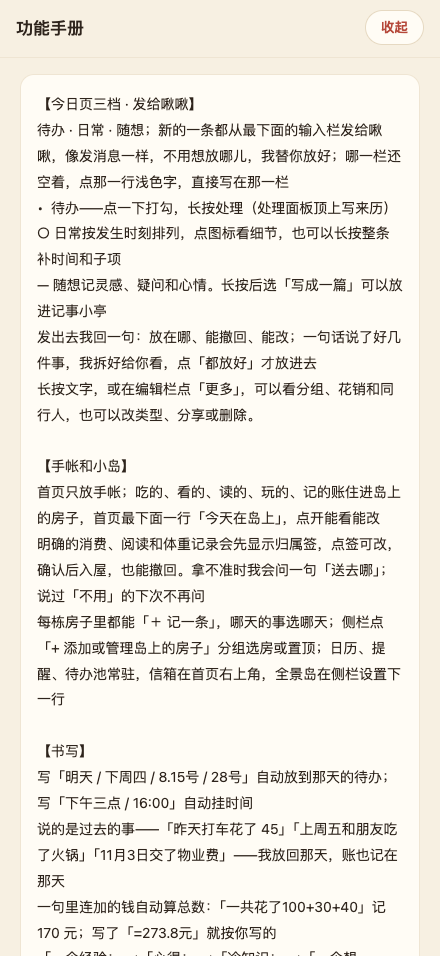 功能手册
收起
【今日页三档 · 发给啾啾】
待办 · 日常 · 随想；新的一条都从最下面的输入栏发给啾
啾，像发消息一样，不用想放哪儿，我替你放好；哪一栏还
空着，点那一行浅色字，直接写在那一栏
• 待办——点一下打勾，长按处理（处理面板顶上写来历）
○ 日常按发生时刻排列，点图标看细节，也可以长按整条
补时间和子项
— 随想记灵感、疑问和心情。长按后选「写成一篇」可以放
进记事小亭
发出去我回一句：放在哪、能撤回、能改；一句话说了好几
件事，我拆好给你看，点「都放好」才放进去
长按文字，或在编辑栏点「更多」，可以看分组、花销和同
行人，也可以改类型、分享或删除。
【手帐和小岛】
首页只放手帐；吃的、看的、读的、玩的、记的账住进岛上
的房子，首页最下面一行「今天在岛上」，点开能看能改
明确的消费、阅读和体重记录会先显示归属签，点签可改，
确认后入屋，也能撤回。拿不准时我会问一句「送去哪」；
说过「不用」的下次不再问
每栋房子里都能「＋ 记一条」，哪天的事选哪天；侧栏点
「+ 添加或管理岛上的房子」分组选房或置顶；日历、提
醒、待办池常驻，信箱在首页右上角，全景岛在侧栏设置下
一行
【书写】
写「明天 / 下周四 / 8.15号 / 28号」自动放到那天的待办；
写「下午三点 / 16:00」自动挂时间
说的是过去的事——「昨天打车花了 45」「上周五和朋友吃
了火锅」「11月3日交了物业费」——我放回那天，账也记在
那天
一句里连加的钱自动算总数：「一共花了100+30+40」记
170 元；写了「=273.8元」就按你写的